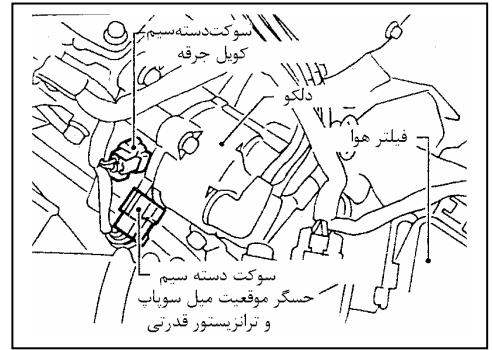 سوکت دسته‌سیم
کویل جرقه
دلکو
فیلتر هوا
سوکت دسته سیم
حسگر موقعیت میل سوپاپ
و ترانزیستور قدرتی